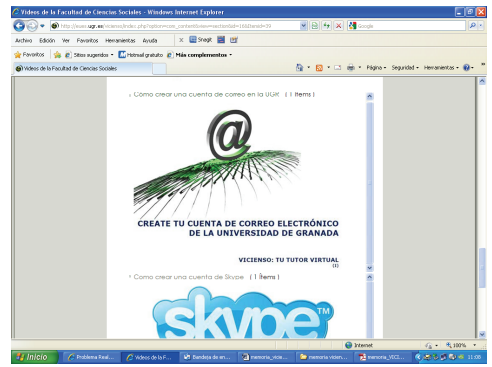 Videos de la Facultad de Ciencias Sociales - Windows Internet Explorer
Google
Archivo Edición Ver Favoritos Herramientas Ayuda
X Snagit
Favoritos Sitios sugeridos Hotmail gratuito Más complementos
Videos de la Facultad de Ciencias Sociales
Página Seguridad Herramientas
Cómo crear una cuenta de correo en la UGR ( 1 Items )
@
CREATE TU CUENTA DE CORREO ELECTRÓNICO
DE LA UNIVERSIDAD DE GRANADA
VICIENSO: TU TUTOR VIRTUAL
(1)
Como crear una cuenta de Skype ( 1 Items )
skype TM
Internet 100%
Inicio Problema Real... Videos de la F... Bandeja de en... memoria_vicie... memoria vicien... memoria_VICI... 11:08